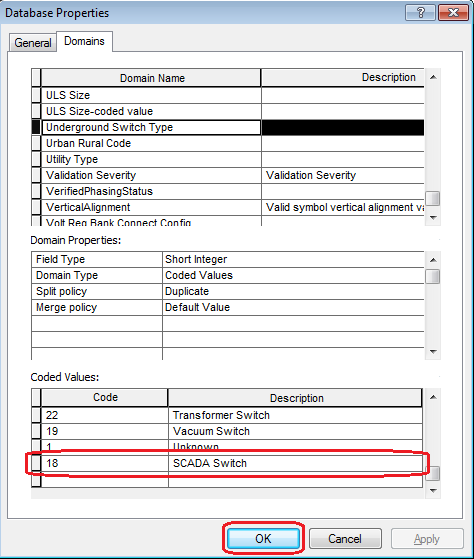 Database Properties
General Domains
Domain Name Description
ULS Size
ULS Size-coded value
Underground Switch Type
Urban Rural Code
Utility Type
Validation Severity Validation Severity
VerifiedPhasingStatus
VerticalAlignment Valid symbol vertical alignment va
Volt Reg Bank Connect Config
Domain Properties:
Field Type Short Integer
Domain Type Coded Values
Split policy Duplicate
Merge policy Default Value
Coded Values:
Code Description
22 Transformer Switch
19 Vacuum Switch
1 Unknown
18 SCADA Switch
OK Cancel Apply